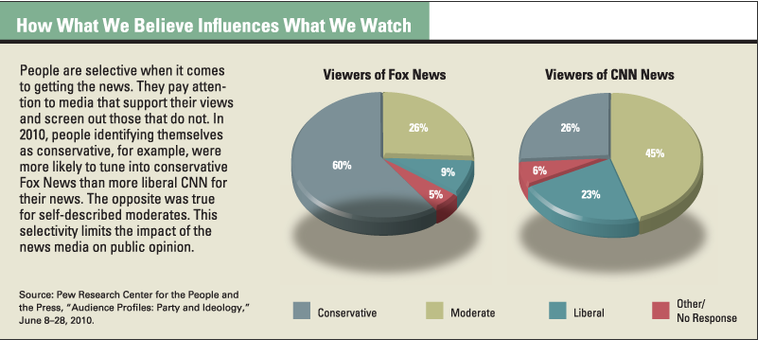 How What We Believe Influences What We Watch
People are selective when it comes
to getting the news. They pay atten-
tion to media that support their views
and screen out those that do not. In
2010, people identifying themselves
as conservative, for example, were
more likely to tune into conservative
Fox News than more liberal CNN for
their news. The opposite was true
for self-described moderates. This
selectivity limits the impact of the
news media on public opinion.
Source: Pew Research Center for the People and
the Press, “Audience Profiles: Party and Ideology,”
June 8–28, 2010.
Viewers of Fox News
26%
60%
9%
5%
Viewers of CNN News
26%
45%
6%
23%
Conservative
Moderate
Liberal
Other/
No Response